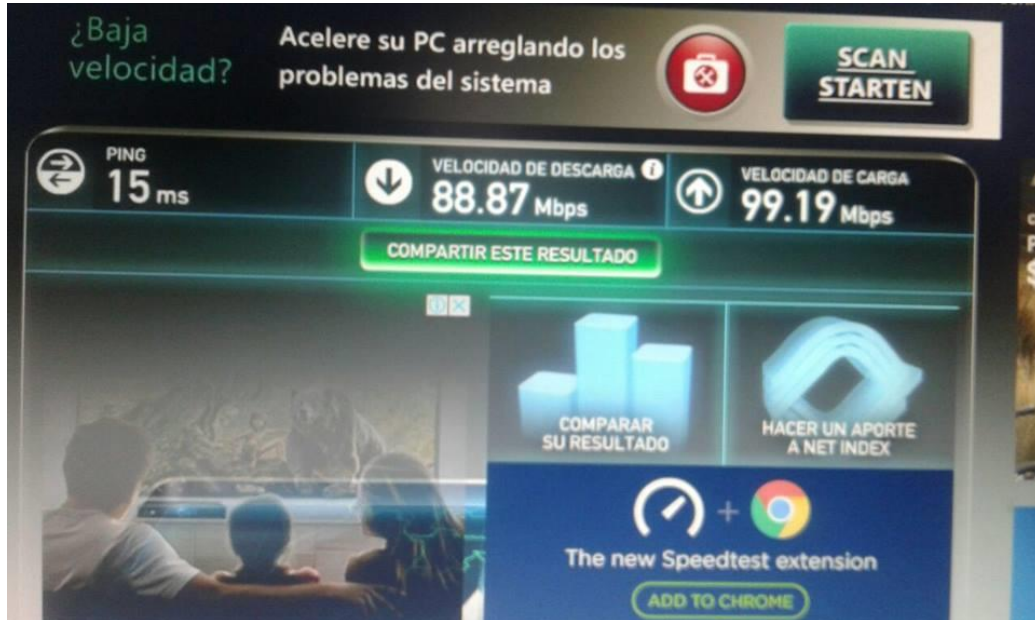 ¿Baja
velocidad?
Acelere su PC arreglando los
problemas del sistema
SCAN
STARTEN
PING
15 ms
VELOCIDAD DE DESCARGA
88.87 Mbps
VELOCIDAD DE CARGA
99.19 Mbps
COMPARTIR ESTE RESULTADO
COMPARAR
SU RESULTADO
HACER UN APORTE
A NET INDEX
+
The new Speedtest extension
ADD TO CHROME